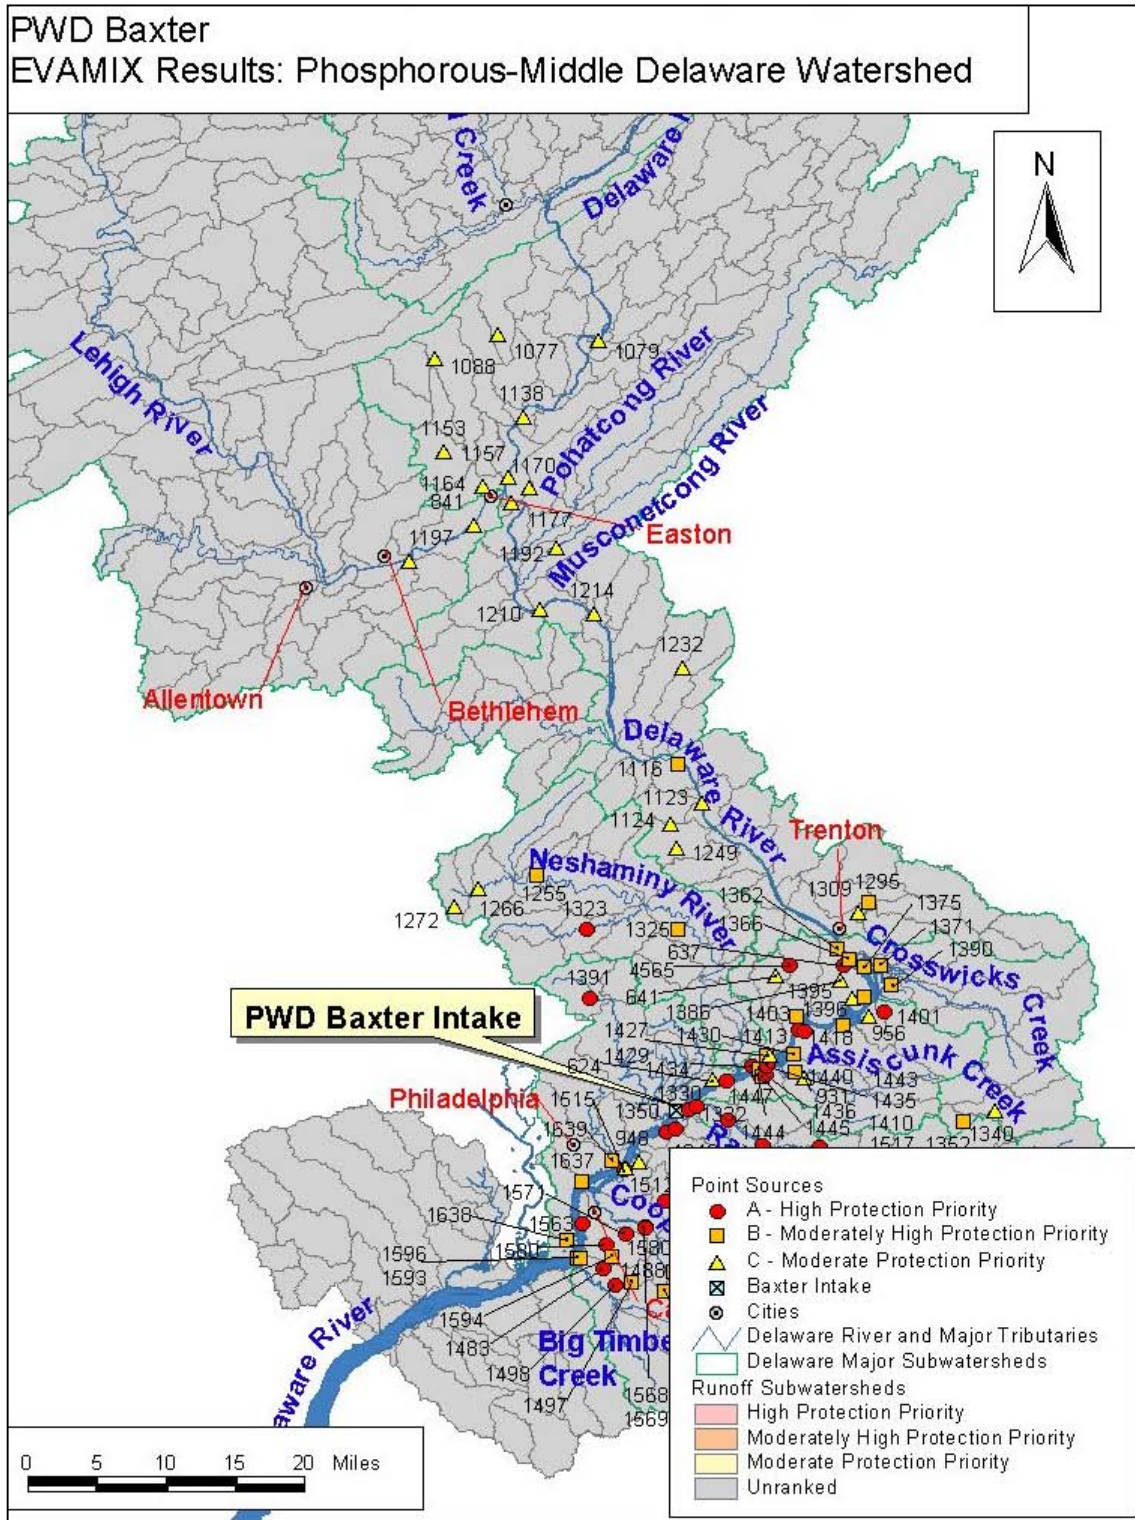 PWD Baxter
EVAMIX Results: Phosphorous-Middle Delaware Watershed
Creek
Delaware
N
Lehigh River
1077
1079
1088
Pohatcong River
1138
1153
Musconetcong River
1157
1170
1164
841
1177
Easton
1197
1192
1214
1210
1232
Allentown
Bethlehem
Delaware River
1116
1123
1124
Trenton
1249
Neshaminy River
1362
1309
1295
1375
1255
1266
1272
1323
1366
1371
1325
1390
637
Crosswicks Creek
4565
1391
641
1395
1386
1403
1396
1401
PWD Baxter Intake
956
1427
1430
1413
1418
Assiscunk Creek
624
1429
1434
1440
1443
Philadelphia
1515
1330
1447
931
1435
1350
1332
1436
1410
1340
1639
948
1444
1445
1517
1352
1637
1512
Coop
1571
1638
1563
1596
1580
1593
1488
1594
1483
Big Timbe
Creek
1498
1497
1568
1569
aware River
0 5 10 15 20 Miles
Point Sources
A - High Protection Priority
B - Moderately High Protection Priority
C - Moderate Protection Priority
Baxter Intake
Cities
Delaware River and Major Tributaries
Delaware Major Subwatersheds
Runoff Subwatersheds
High Protection Priority
Moderately High Protection Priority
Moderate Protection Priority
Unranked